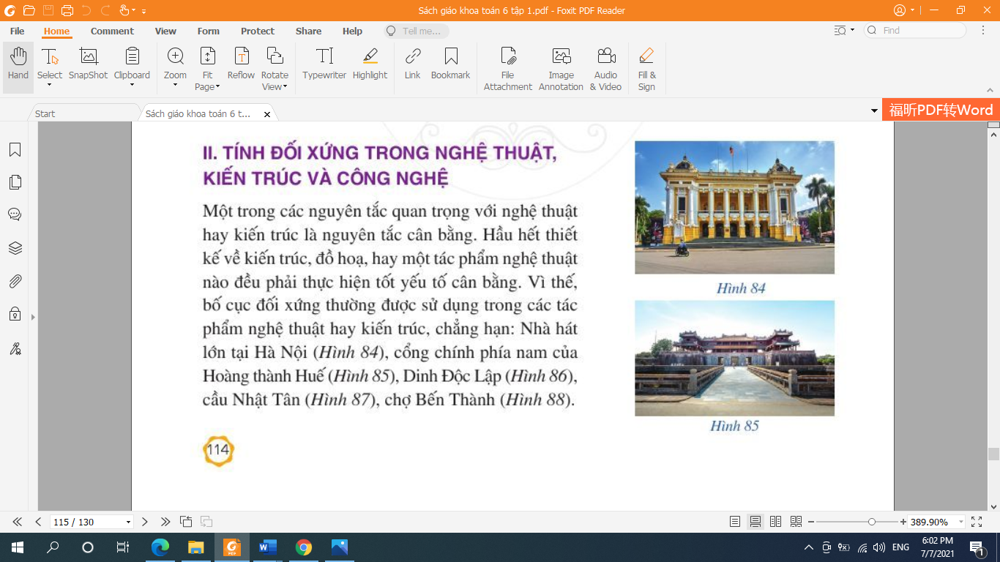 Sách giáo khoa toán 6 tập 1.pdf - Foxit PDF Reader
File Home Comment View Form Protect Share Help Tell me... Find
Hand Select SnapShot Clipboard Zoom Fit Page Reflow Rotate View Typewriter Highlight Link Bookmark File Attachment Image Annotation Audio & Video Fill & Sign
Start Sách giáo khoa toán 6 t... 福昕PDF转Word
II. TÍNH ĐỐI XỨNG TRONG NGHỆ THUẬT,
KIẾN TRÚC VÀ CÔNG NGHỆ
Một trong các nguyên tắc quan trọng với nghệ thuật
hay kiến trúc là nguyên tắc cân bằng. Hầu hết thiết
kế về kiến trúc, đồ hoạ, hay một tác phẩm nghệ thuật
nào đều phải thực hiện tốt yếu tố cân bằng. Vì thế,
bố cục đối xứng thường được sử dụng trong các tác
phẩm nghệ thuật hay kiến trúc, chẳng hạn: Nhà hát
lớn tại Hà Nội (Hình 84), cổng chính phía nam của
Hoàng thành Huế (Hình 85), Dinh Độc Lập (Hình 86),
cầu Nhật Tân (Hình 87), chợ Bến Thành (Hình 88).
Hình 84
Hình 85
114
115 / 130 389.90%
PDF
6:02 PM
ENG
7/7/2021
1